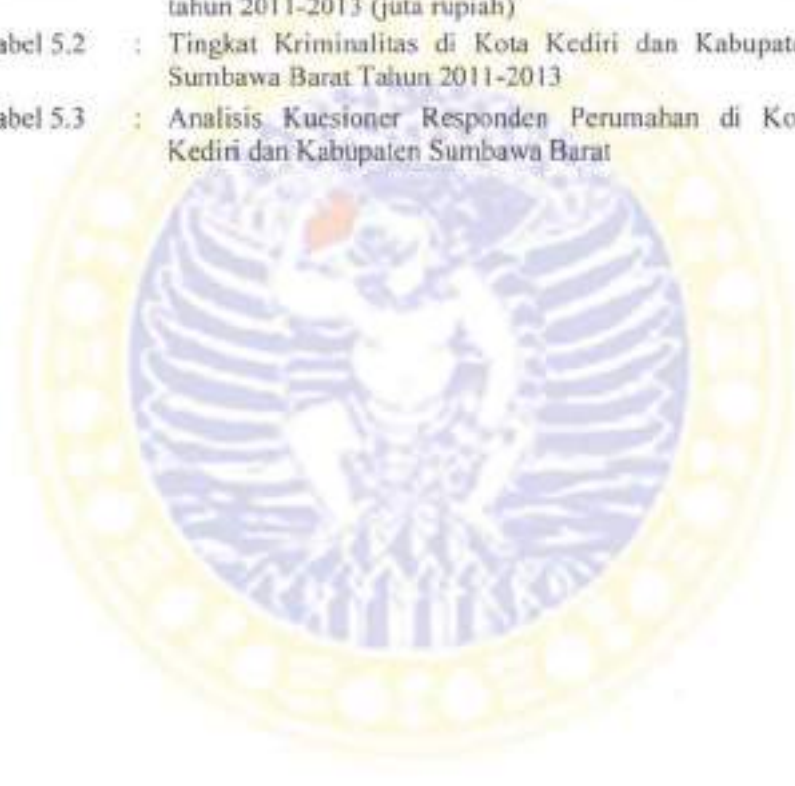 tahun 2011-2013 (juta rupiah)
abel 5.2 : Tingkat Kriminalitas di Kota Kediri dan Kabupat
Sumbawa Barat Tahun 2011-2013
abel 5.3 : Analisis Kuesioner Responden Perumahan di Ko
Kediri dan Kabupaten Sumbawa Barat